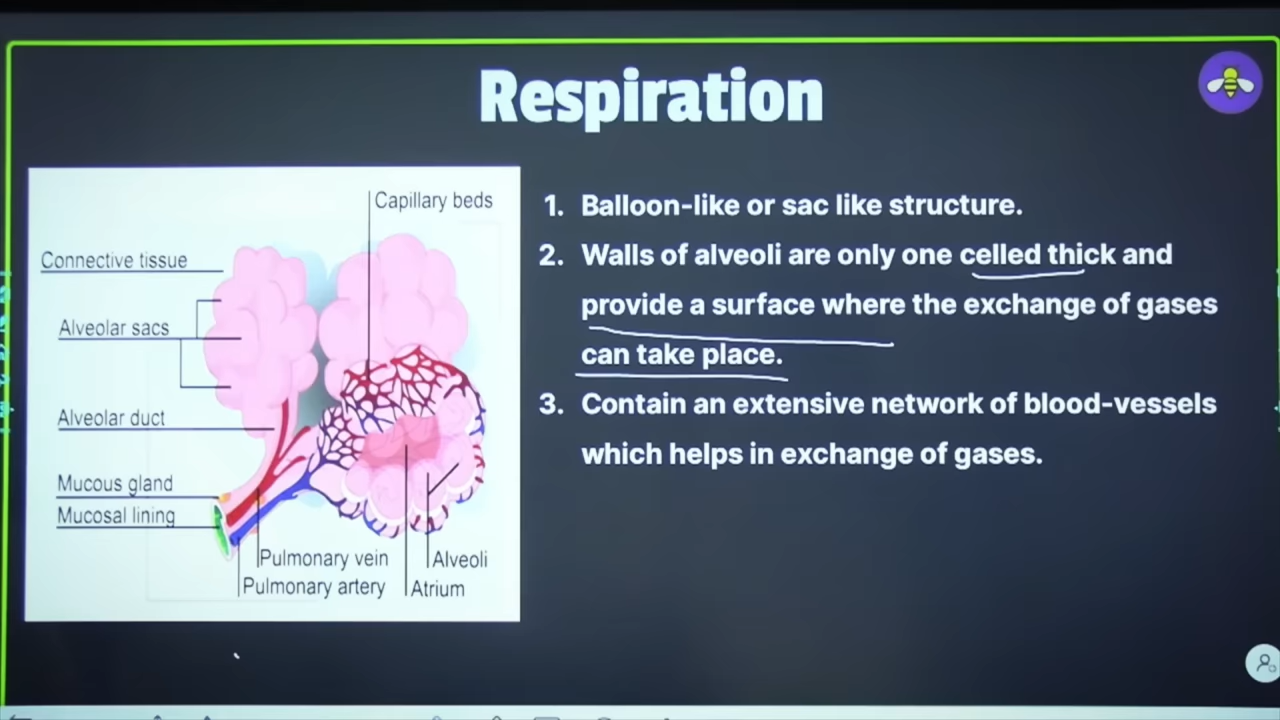 Respiration
Capillary beds
Connective tissue
Alveolar sacs
Alveolar duct
Mucous gland
Mucosal lining
Pulmonary vein
Alveoli
Pulmonary artery
Atrium
1. Balloon-like or sac like structure.
2. Walls of alveoli are only one celled thick and
provide a surface where the exchange of gases
can take place.
3. Contain an extensive network of blood-vessels
which helps in exchange of gases.